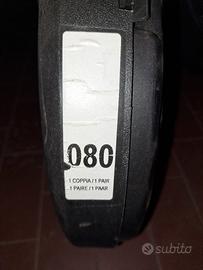 080
1 COPPIA / 1 PAIR
1 PAIRE / 1 PAAR
subito